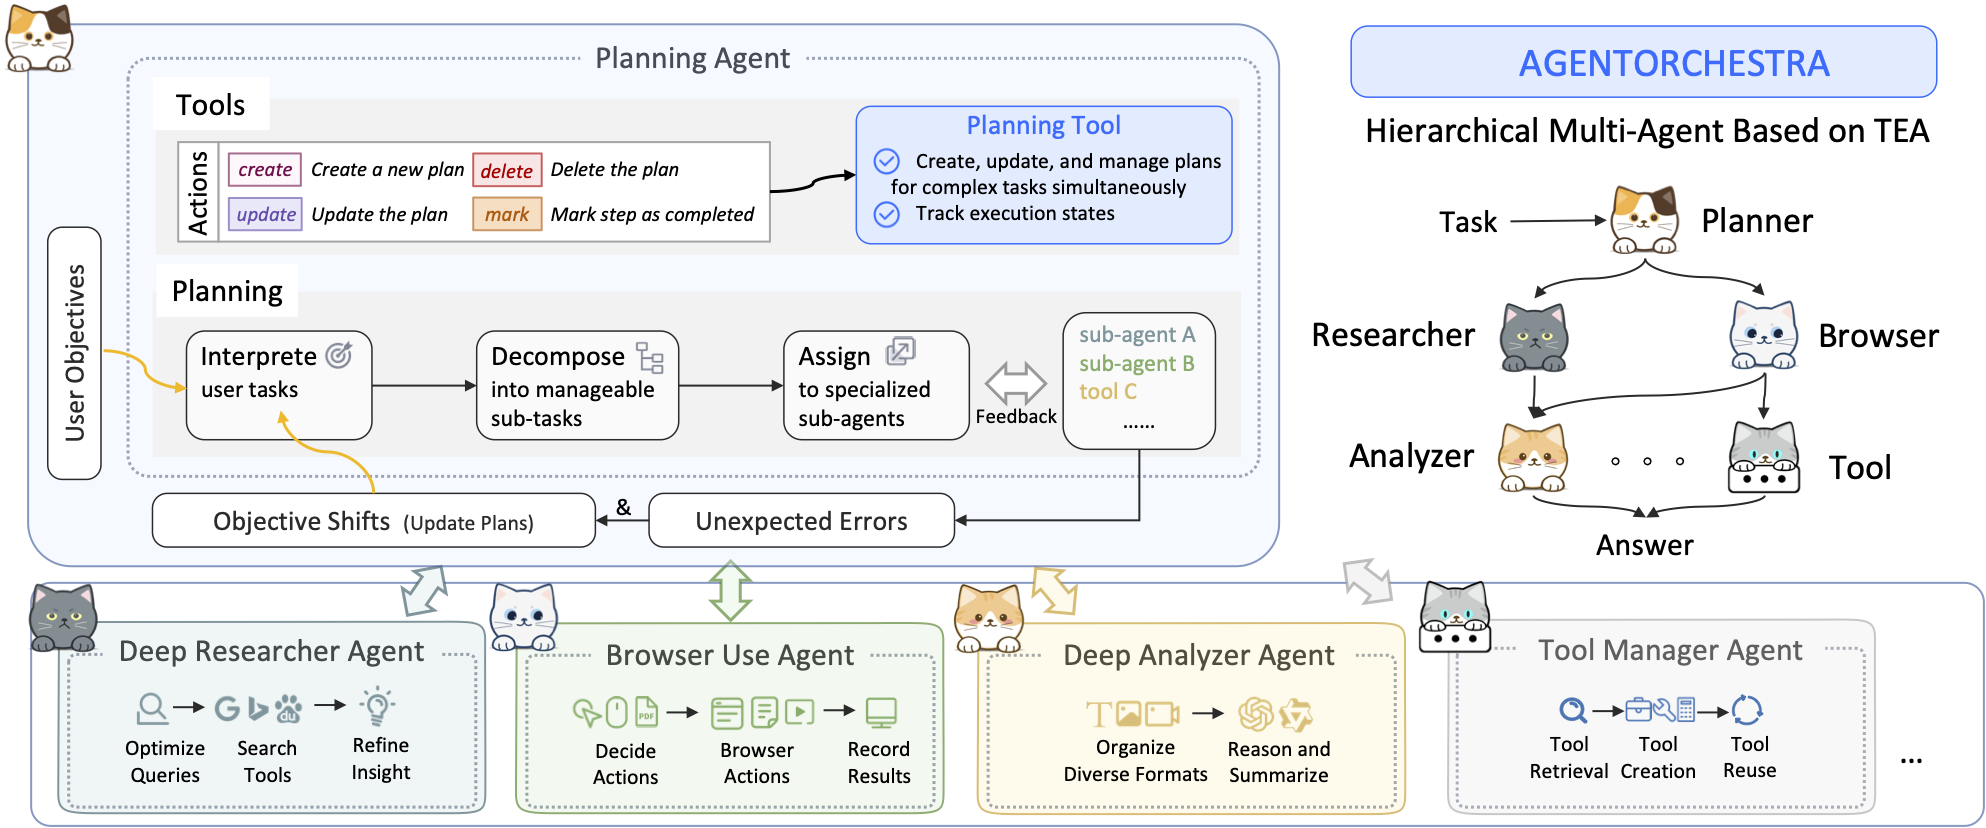 Planning Agent
Tools
Actions
create Create a new plan delete Delete the plan
update Update the plan mark Mark step as completed
Planning Tool
Create, update, and manage plans
for complex tasks simultaneously
Track execution states
User Objectives
Planning
Interprete
user tasks
Decompose
into manageable
sub-tasks
Assign
to specialized
sub-agents
Feedback
sub-agent A
sub-agent B
tool C
......
Objective Shifts (Update Plans)
&
Unexpected Errors
AGENTORCHESTRA
Hierarchical Multi-Agent Based on TEA
Task
Planner
Researcher
Browser
Analyzer
Tool
Answer
Deep Researcher Agent
Optimize
Queries
du
Search
Tools
Refine
Insight
Browser Use Agent
PDF
Decide
Actions
Browser
Actions
Record
Results
Deep Analyzer Agent
T
Organize
Diverse Formats
Reason and
Summarize
Tool Manager Agent
Tool
Retrieval
Tool
Creation
Tool
Reuse
...